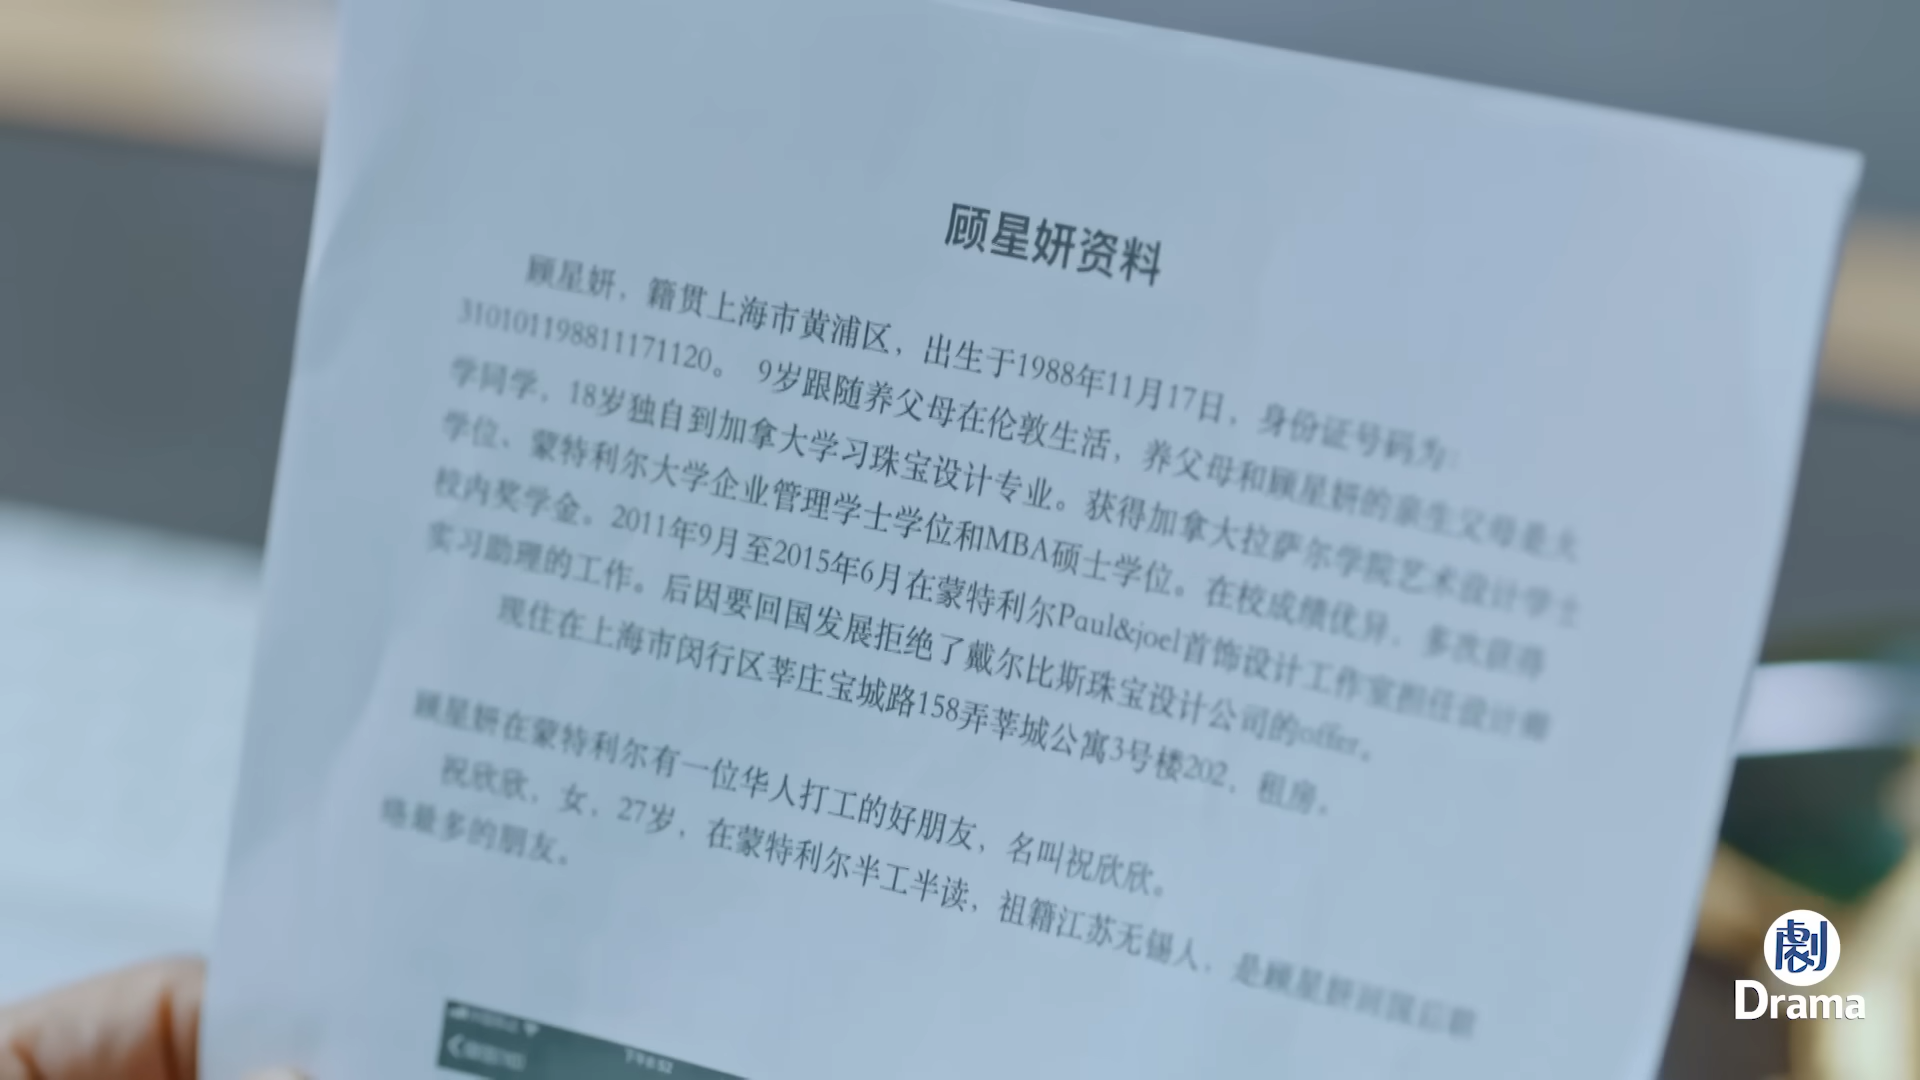 顾星妍资料
顾星妍，籍贯上海市黄浦区，出生于1988年11月17日，身份证号码为：
310101198811171120。 9岁跟随养父母在伦敦生活，养父母和顾星妍的亲生父母是大
学同学，18岁独自到加拿大学习珠宝设计专业。获得加拿大拉萨尔学院艺术设计学士
学位、蒙特利尔大学企业管理学士学位和MBA硕士学位。在校成绩优异，多次获得
校内奖学金。2011年9月至2015年6月在蒙特利尔Paul&joel首饰设计工作室担任设计师
实习助理的工作。后因要回国发展拒绝了戴尔比斯珠宝设计公司的offer。
现住在上海市闵行区莘庄宝城路158弄莘城公寓3号楼202，租房。
顾星妍在蒙特利尔有一位华人打工的好朋友，名叫祝欣欣。
祝欣欣，女，27岁，在蒙特利尔半工半读，祖籍江苏无锡人，是顾星妍回国后联
络最多的朋友。
劇
Drama